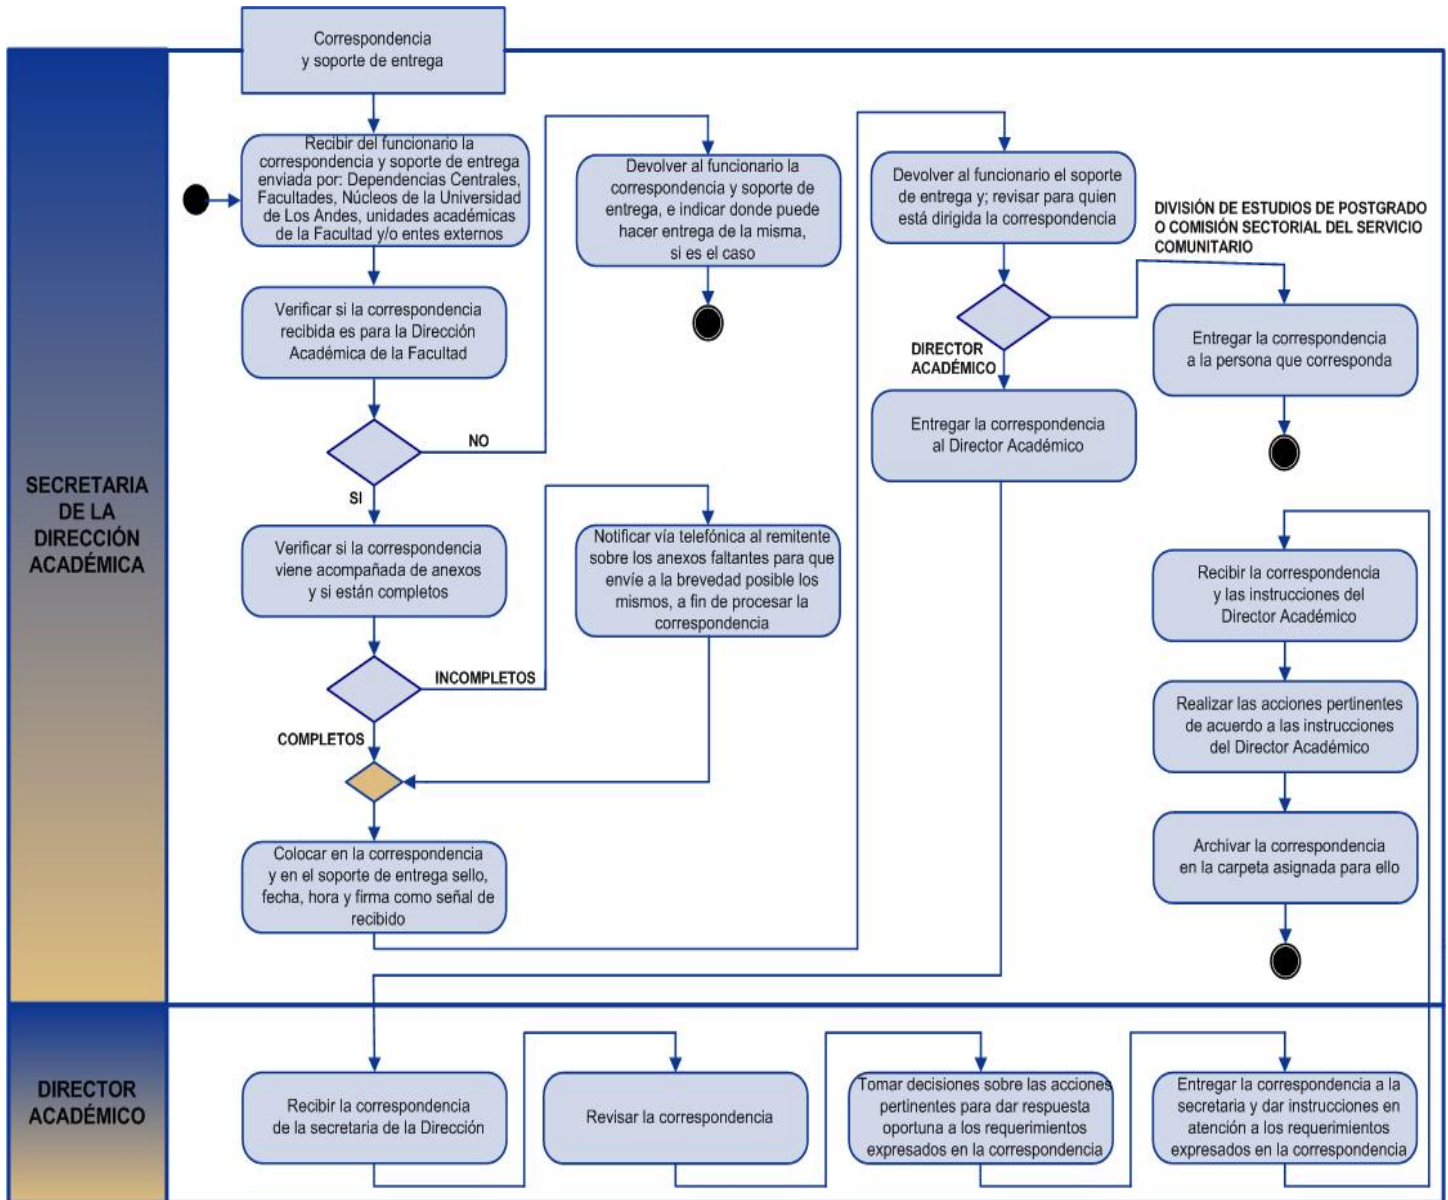 Correspondencia
y soporte de entrega
SECRETARIA
DE LA
DIRECCIÓN
ACADÉMICA
Recibir del funcionario la
correspondencia y soporte de entrega
enviada por: Dependencias Centrales,
Facultades, Núcleos de la Universidad
de Los Andes, unidades académicas
de la Facultad y/o entes externos
Verificar si la correspondencia
recibida es para la Dirección
Académica de la Facultad
NO
SI
Devolver al funcionario la
correspondencia y soporte de
entrega, e indicar donde puede
hacer entrega de la misma,
si es el caso
Verificar si la correspondencia
viene acompañada de anexos
y si están completos
INCOMPLETOS
COMPLETOS
Notificar vía telefónica al remitente
sobre los anexos faltantes para que
envíe a la brevedad posible los
mismos, a fin de procesar la
correspondencia
Colocar en la correspondencia
y en el soporte de entrega sello,
fecha, hora y firma como señal de
recibido
Devolver al funcionario el soporte
de entrega y; revisar para quien
está dirigida la correspondencia
DIVISIÓN DE ESTUDIOS DE POSTGRADO
O COMISIÓN SECTORIAL DEL SERVICIO
COMUNITARIO
DIRECTOR
ACADÉMICO
Entregar la correspondencia
a la persona que corresponda
Entregar la correspondencia
al Director Académico
Recibir la correspondencia
y las instrucciones del
Director Académico
Realizar las acciones pertinentes
de acuerdo a las instrucciones
del Director Académico
Archivar la correspondencia
en la carpeta asignada para ello
DIRECTOR
ACADÉMICO
Recibir la correspondencia
de la secretaria de la Dirección
Revisar la correspondencia
Tomar decisiones sobre las acciones
pertinentes para dar respuesta
oportuna a los requerimientos
expresados en la correspondencia
Entregar la correspondencia a la
secretaria y dar instrucciones en
atención a los requerimientos
expresados en la correspondencia